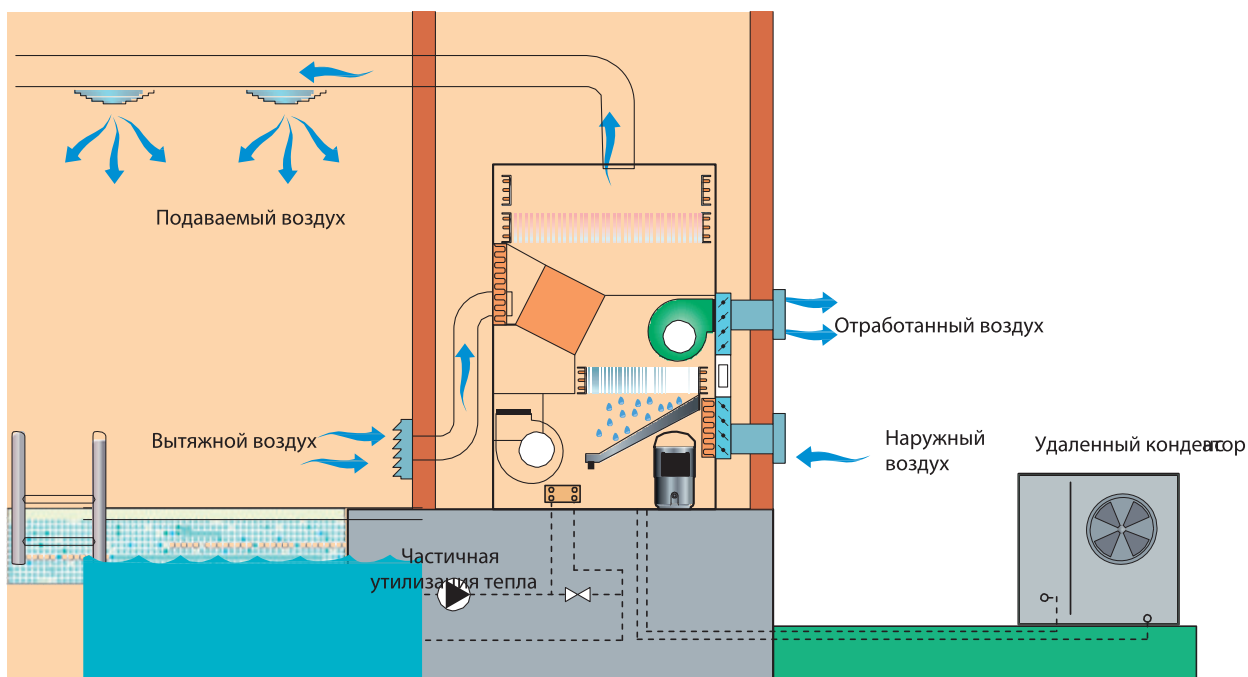 Подаваемый воздух
Отработанный воздух
Вытяжной воздух
Наружный
воздух
Удаленный конденсатор
Частичная
утилизация тепла